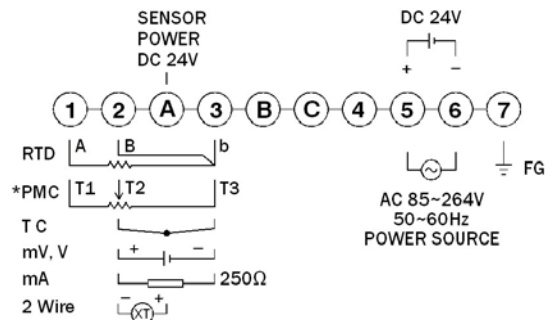 SENSOR
POWER
DC 24V
DC 24V
+ −
1 2 A 3 B C 4 5 6 7
RTD A B b
*PMC T1 T2 T3
T C
mV, V + −
mA 250Ω
2 Wire − XT +
FG
AC 85~264V
50~60Hz
POWER SOURCE